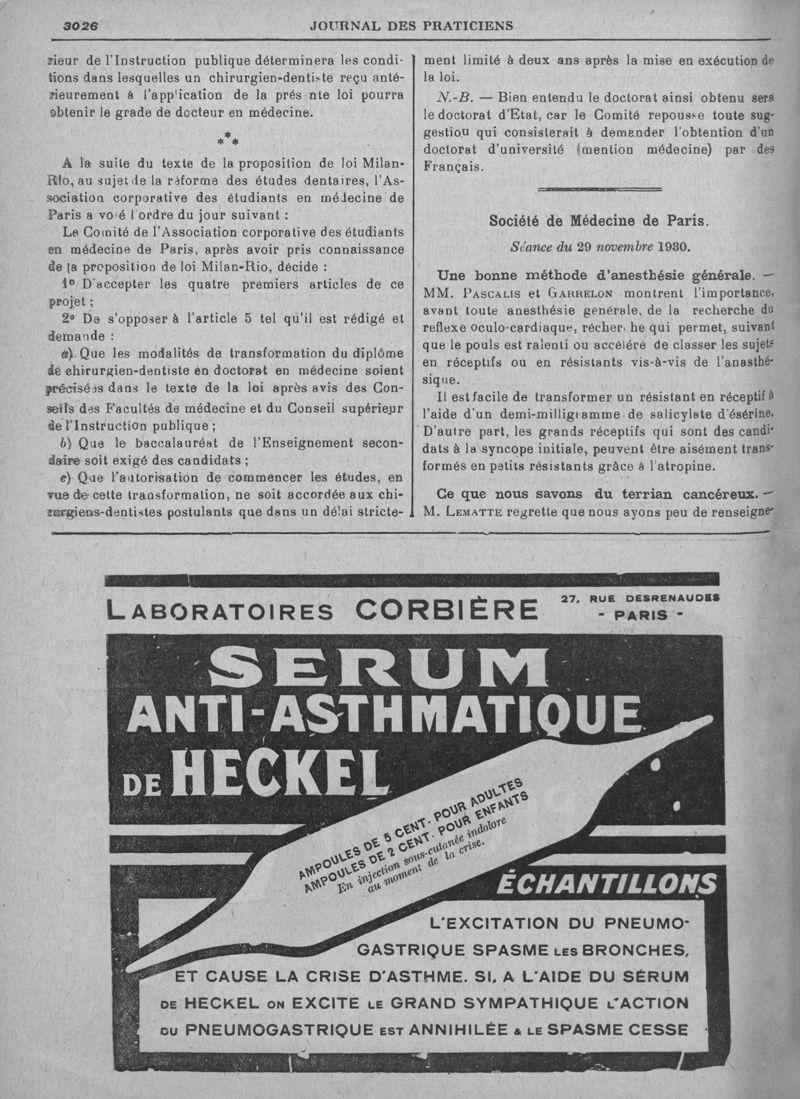 3026
JOURNAL DES PRATICIENS
rieur de l'Instruction publique déterminera les condi-
tions dans lesquelles un chirurgien-dentiste reçu anté-
rieurement à l'application de la prés nte loi pourra
obtenir le grade de docteur en médecine.
* * *
A la suite du texte de la proposition de loi Milan-
Rio, au sujet de la réforme des études dentaires, l'As-
sociation corporative des étudiants en médecine de
Paris a voté l'ordre du jour suivant :
Le Comité de l'Association corporative des étudiants
en médecine de Paris, après avoir pris connaissance
de la proposition de loi Milan-Rio, décide :
1o D'accepter les quatre premiers articles de ce
projet ;
2o De s'opposer à l'article 5 tel qu'il est rédigé et
demande :
a) Que les modalités de transformation du diplôme
de chirurgien-dentiste en doctorat en médecine soient
précisées dans le texte de la loi après avis des Con-
seils des Facultés de médecine et du Conseil supérieur
de l'Instruction publique ;
b) Que le baccalauréat de l'Enseignement secon-
daire soit exigé des candidats ;
c) Que l'autorisation de commencer les études, en
vue de cette transformation, ne soit accordée aux chi-
rurgiens-dentistes postulants que dans un délai stricte-
ment limité à deux ans après la mise en exécution de
la loi.
N.-B. — Bien entendu le doctorat ainsi obtenu sera
le doctorat d'Etat, car le Comité repousse toute sug-
gestion qui consisterait à demander l'obtention d'un
doctorat d'université (mention médecine) par des
Français.
Société de Médecine de Paris.
Séance du 29 novembre 1930.
Une bonne méthode d'anesthésie générale. —
MM. PASCALIS et GARRELON montrent l'importance,
avant toute anesthésie générale, de la recherche du
reflexe oculo-cardiaque, récher he qui permet, suivant
que le pouls est ralenti ou accéléré de classer les sujets
en réceptifs ou en résistants vis-à-vis de l'anasthé-
sique.
Il est facile de transformer un résistant en réceptif à
l'aide d'un demi-milligramme de salicylate d'ésérine.
D'autre part, les grands réceptifs qui sont des candi-
dats à la syncope initiale, peuvent être aisément trans-
formés en petits résistants grâce à l'atropine.
Ce que nous savons du terrian cancéreux. —
M. LEMATTE regrette que nous ayons peu de renseigne-
LABORATOIRES CORBIÈRE
27, RUE DESRENAUDES
- PARIS -
SERUM
ANTI-ASTHMATIQUE
DE HECKEL
AMPOULES DE 5 CENT. POUR ADULTES
AMPOULES DE 2 CENT. POUR ENFANTS
En injection sous-cutanée indolore
au moment de la crise.
ÉCHANTILLONS
L'EXCITATION DU PNEUMO-
GASTRIQUE SPASME LES BRONCHES,
ET CAUSE LA CRISE D'ASTHME. SI, A L'AIDE DU SÉRUM
DE HECKEL ON EXCITE LE GRAND SYMPATHIQUE L'ACTION
DU PNEUMOGASTRIQUE EST ANNIHILÉE & LE SPASME CESSE